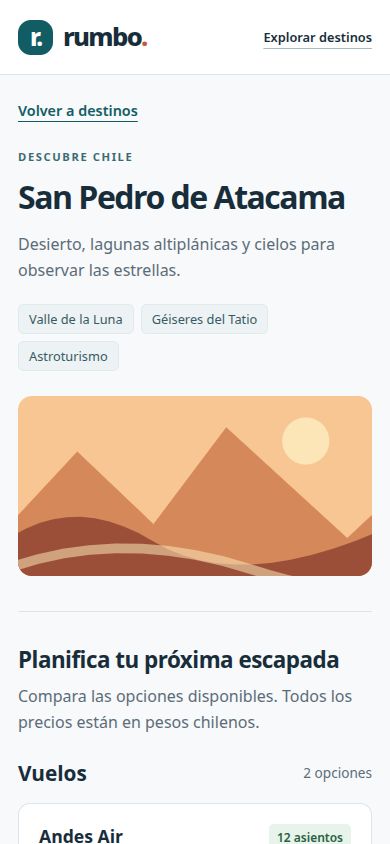 r. rumbo.
Explorar destinos
Volver a destinos
DESCUBRE CHILE
San Pedro de Atacama
Desierto, lagunas altiplánicas y cielos para
observar las estrellas.
Valle de la Luna
Géiseres del Tatio
Astroturismo
Planifica tu próxima escapada
Compara las opciones disponibles. Todos los
precios están en pesos chilenos.
Vuelos
2 opciones
Andes Air
12 asientos